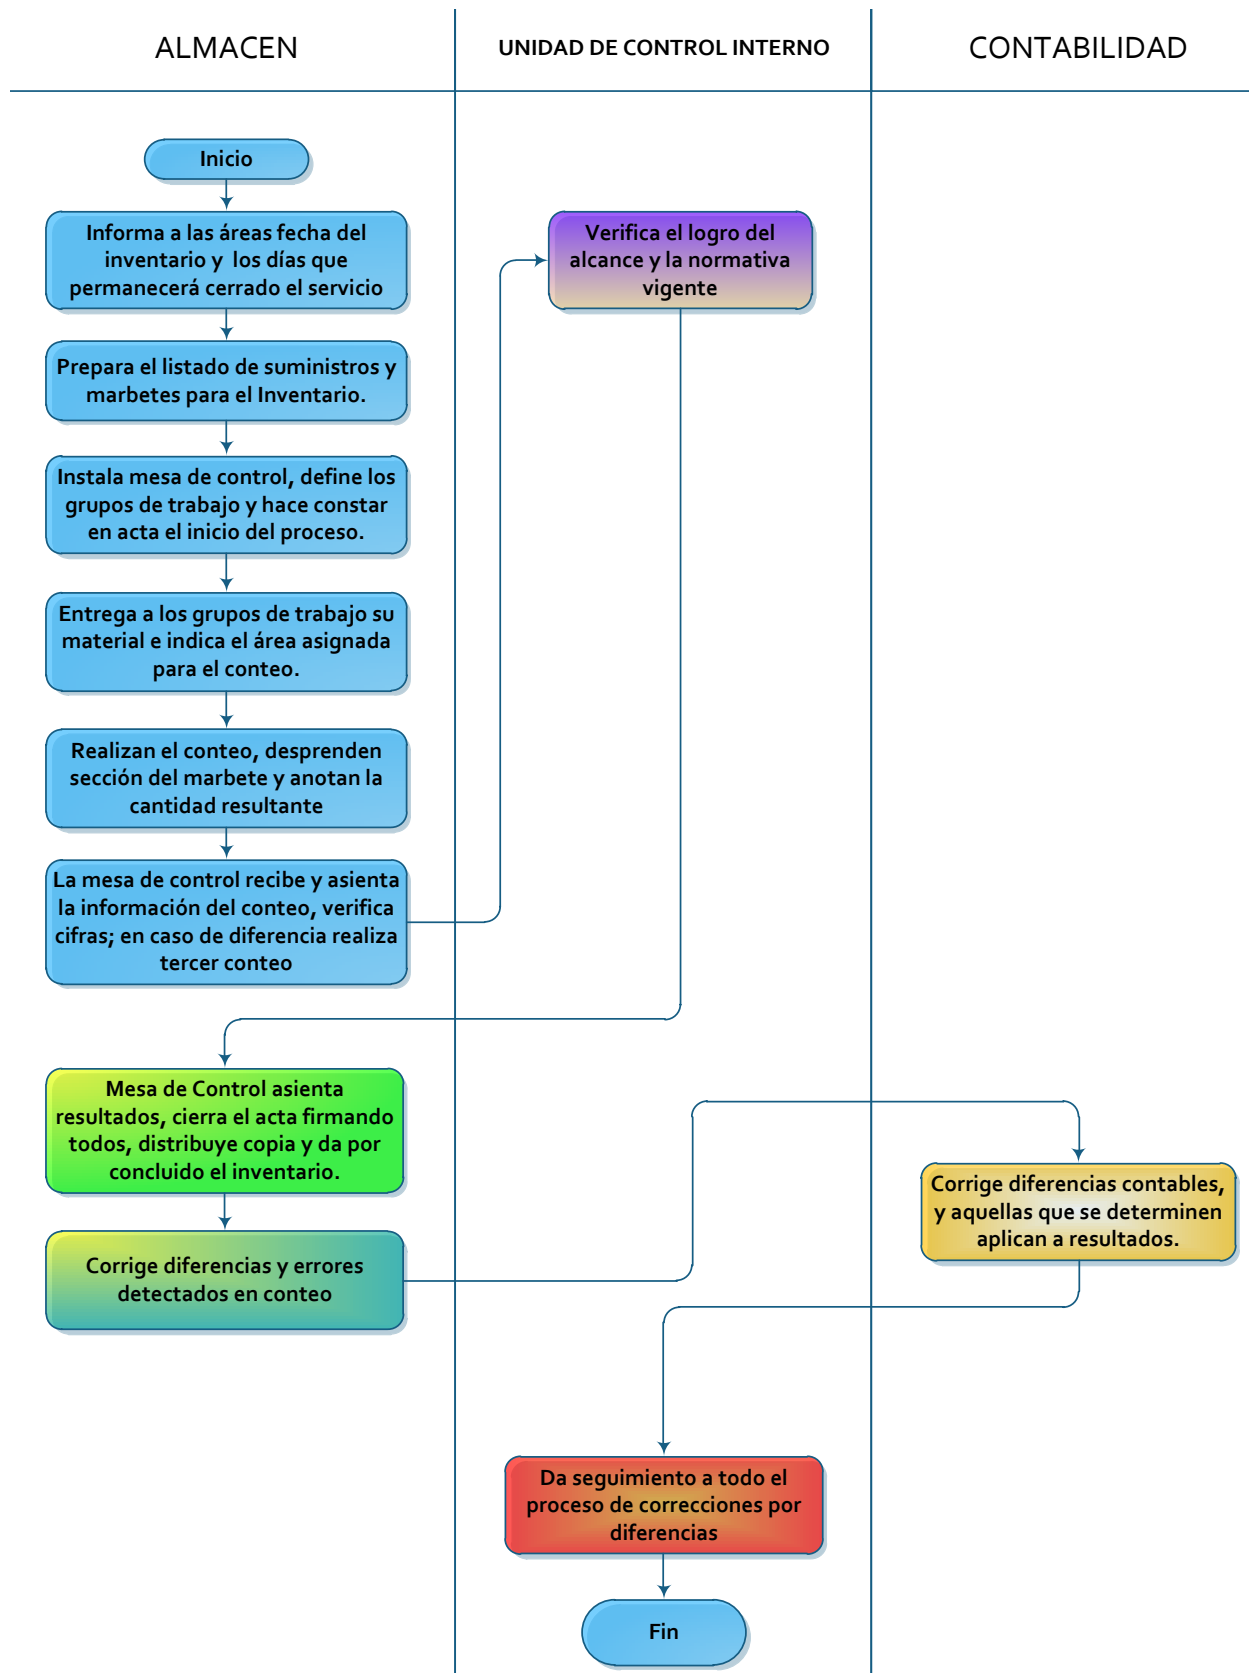 ALMACEN
UNIDAD DE CONTROL INTERNO
CONTABILIDAD
Inicio
Informa a las áreas fecha del
inventario y los días que
permanecerá cerrado el servicio
Prepara el listado de suministros y
marbetes para el Inventario.
Instala mesa de control, define los
grupos de trabajo y hace constar
en acta el inicio del proceso.
Entrega a los grupos de trabajo su
material e indica el área asignada
para el conteo.
Realizan el conteo, desprenden
sección del marbete y anotan la
cantidad resultante
La mesa de control recibe y asienta
la información del conteo, verifica
cifras; en caso de diferencia realiza
tercer conteo
Verifica el logro del
alcance y la normativa
vigente
Mesa de Control asienta
resultados, cierra el acta firmando
todos, distribuye copia y da por
concluido el inventario.
Corrige diferencias y errores
detectados en conteo
Corrige diferencias contables,
y aquellas que se determinen
aplican a resultados.
Da seguimiento a todo el
proceso de correcciones por
diferencias
Fin